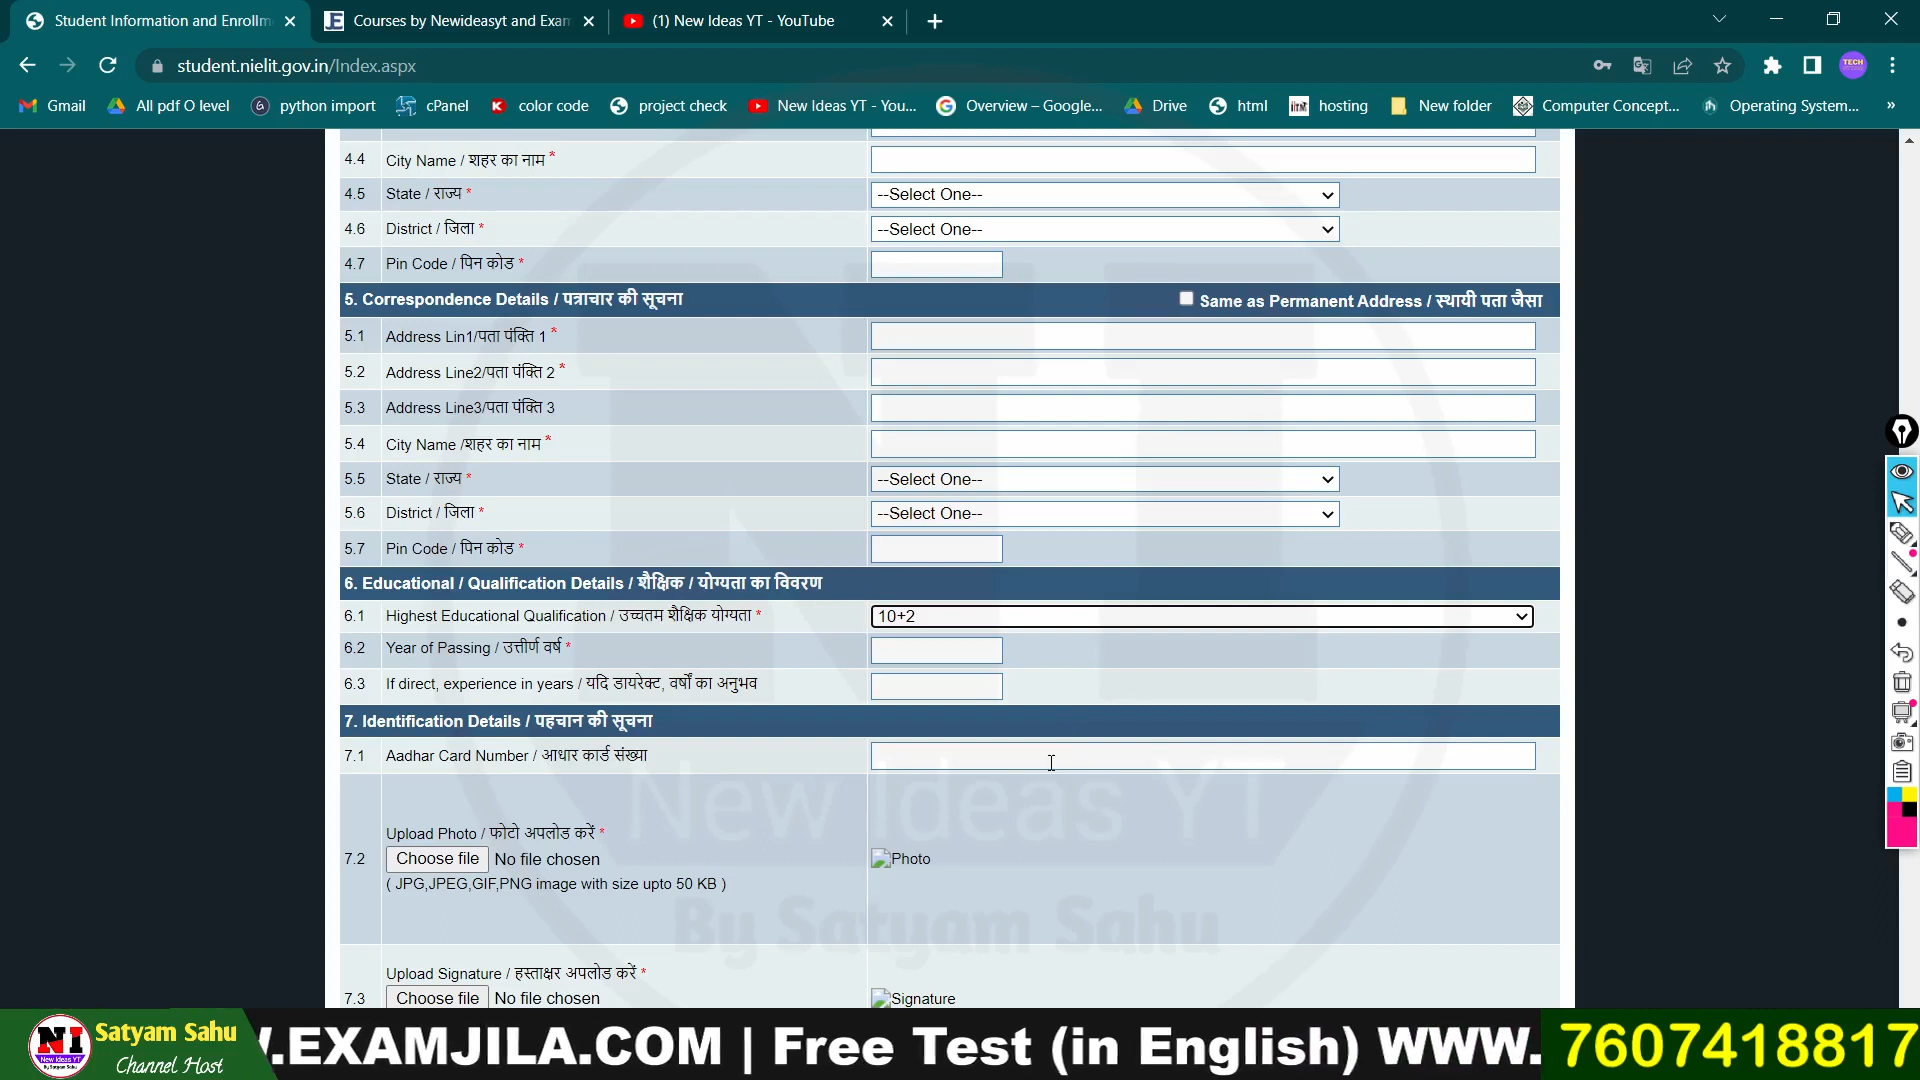 Student Information and Enrollm
Courses by Newideasyt and Exam
(1) New Ideas YT - YouTube
student.nielit.gov.in/Index.aspx
TECH
Gmail
All pdf O level
python import
cPanel
color code
project check
New Ideas YT - You...
Overview – Google...
Drive
html
hosting
New folder
Computer Concept...
Operating System...
»
4.4 City Name / शहर का नाम *
4.5 State / राज्य * --Select One--
4.6 District / जिला * --Select One--
4.7 Pin Code / पिन कोड *
5. Correspondence Details / पत्राचार की सूचना Same as Permanent Address / स्थायी पता जैसा
5.1 Address Lin1/पता पंक्ति 1 *
5.2 Address Line2/पता पंक्ति 2 *
5.3 Address Line3/पता पंक्ति 3
5.4 City Name /शहर का नाम *
5.5 State / राज्य * --Select One--
5.6 District / जिला * --Select One--
5.7 Pin Code / पिन कोड *
6. Educational / Qualification Details / शैक्षिक / योग्यता का विवरण
6.1 Highest Educational Qualification / उच्चतम शैक्षिक योग्यता * 10+2
6.2 Year of Passing / उत्तीर्ण वर्ष *
6.3 If direct, experience in years / यदि डायरेक्ट, वर्षों का अनुभव
7. Identification Details / पहचान की सूचना
7.1 Aadhar Card Number / आधार कार्ड संख्या
New Ideas YT
Upload Photo / फोटो अपलोड करें *
7.2 Choose file No file chosen Photo
( JPG,JPEG,GIF,PNG image with size upto 50 KB )
By Satyam Sahu
Upload Signature / हस्ताक्षर अपलोड करें *
7.3 Choose file No file chosen Signature
NI
New Ideas YT
By Satyam Sahu
Satyam Sahu
Channel Host
.EXAMJILA.COM | Free Test (in English) WWW.
7607418817